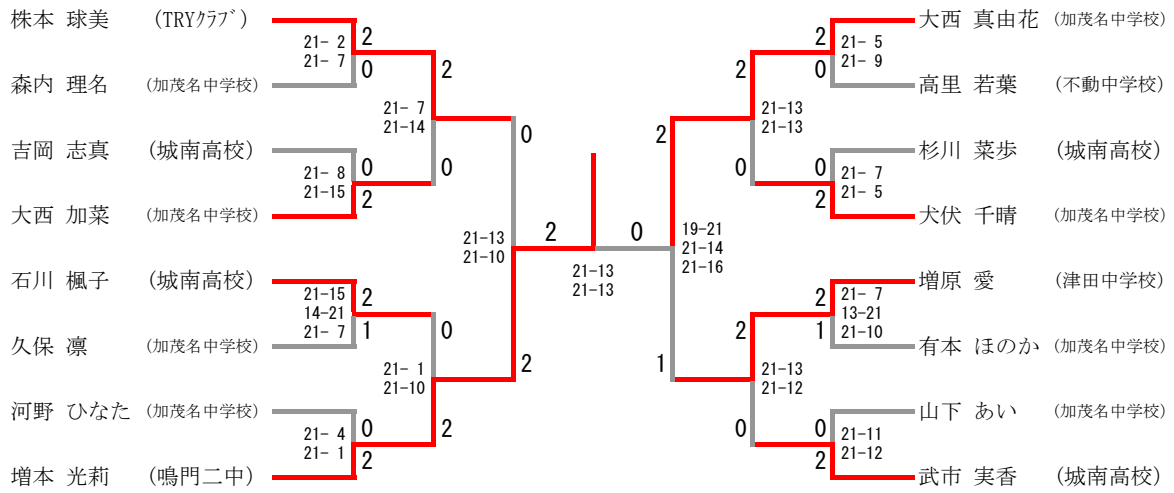 株本 球美 (TRYクラブ) 大西 真由花 (加茂名中学校)
21- 2 2 2 21- 5
21- 7 0 2 2 0 21- 9
森内 理名 (加茂名中学校) 高里 若葉 (不動中学校)
21- 7 21-13
21-14 0 2 21-13
吉岡 志真 (城南高校) 杉川 菜歩 (城南高校)
21- 8 0 0 0 0 21- 7
21-15 2 2 21- 5
大西 加菜 (加茂名中学校) 犬伏 千晴 (加茂名中学校)
21-13 2 0 19-21
21-10 21-14
21-13 21-16
21-13
石川 楓子 (城南高校) 増原 愛 (津田中学校)
21-15 2 2 21- 7
14-21 13-21
21- 7 1 0 2 1 21-10
久保 凛 (加茂名中学校) 有本 ほのか (加茂名中学校)
21- 1 2 1 21-13
21-10 21-12
河野 ひなた (加茂名中学校) 山下 あい (加茂名中学校)
21- 4 0 2 0 0 21-11
21- 1 2 2 21-12
増本 光莉 (鳴門二中) 武市 実香 (城南高校)